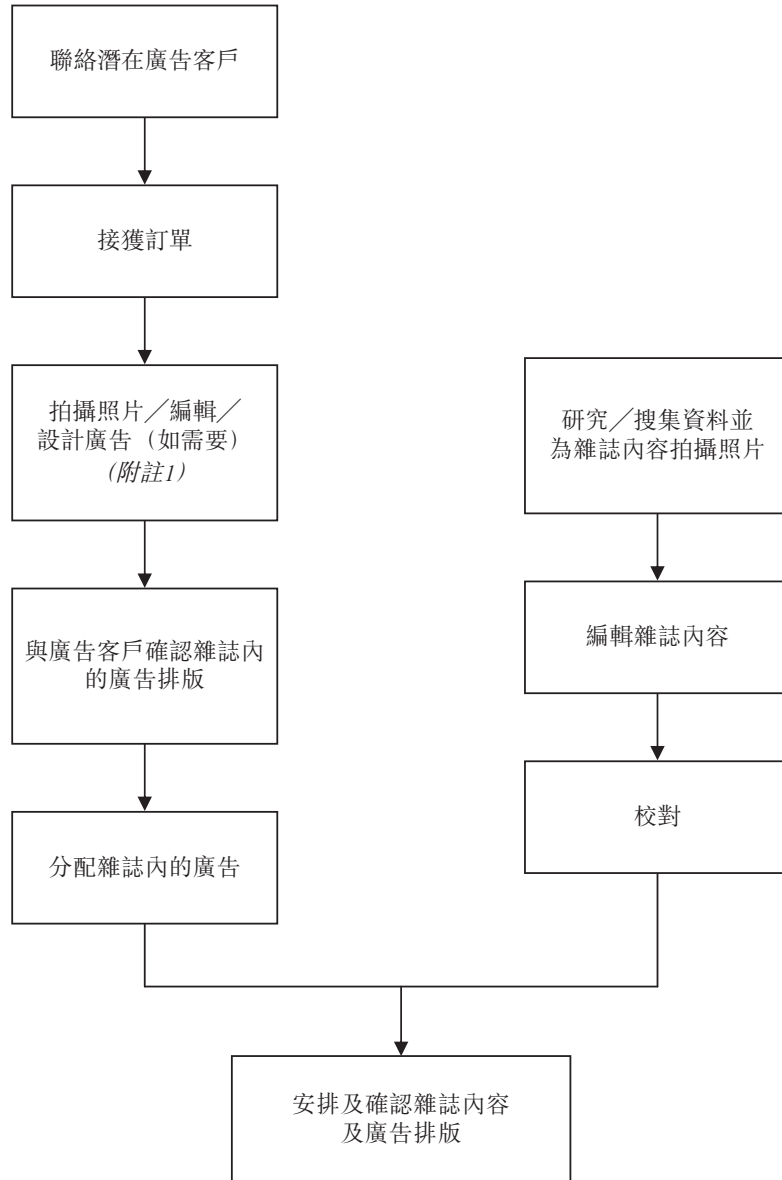 聯絡潛在廣告客戶
接獲訂單
拍攝照片╱編輯╱
設計廣告（如需要）
（附註1）
與廣告客戶確認雜誌內
的廣告排版
分配雜誌內的廣告
研究╱搜集資料並
為雜誌內容拍攝照片
編輯雜誌內容
校對
安排及確認雜誌內容
及廣告排版